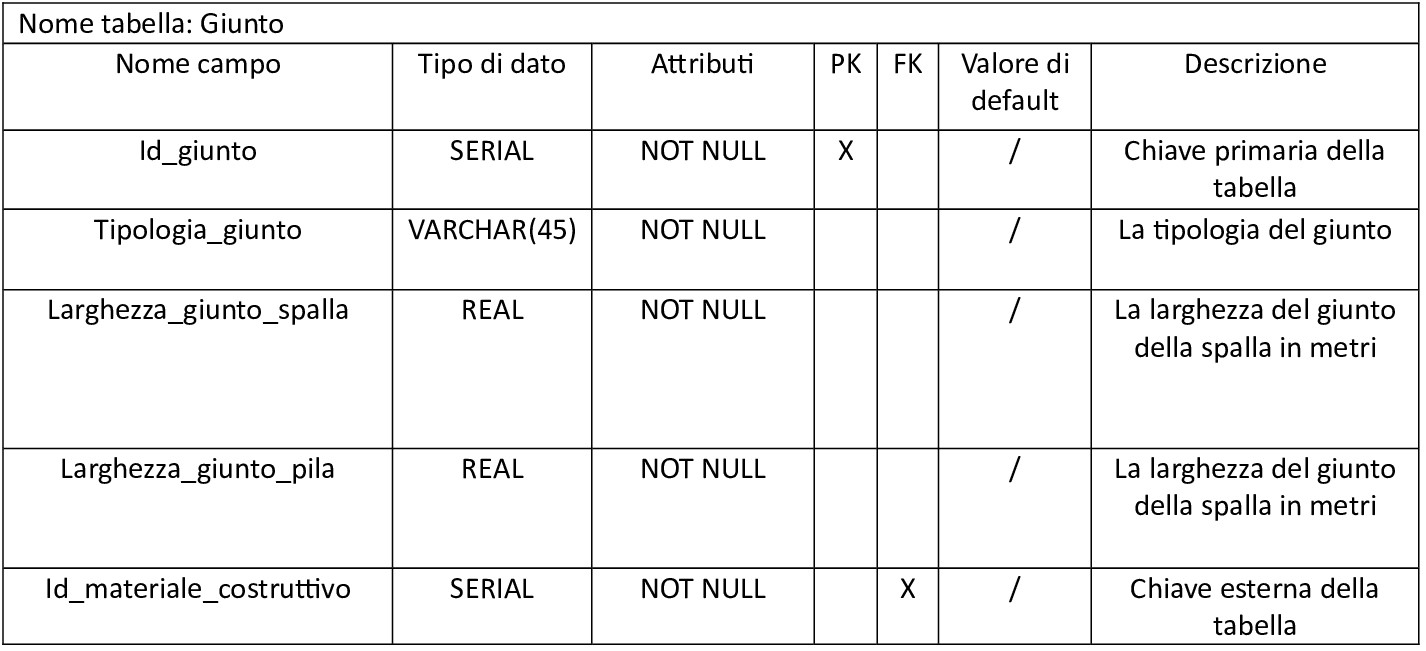 Nome tabella: Giunto
Nome campo Tipo di dato Attributi PK FK Valore di default Descrizione
Id_giunto SERIAL NOT NULL X / Chiave primaria della tabella
Tipologia_giunto VARCHAR(45) NOT NULL / La tipologia del giunto
Larghezza_giunto_spalla REAL NOT NULL / La larghezza del giunto della spalla in metri
Larghezza_giunto_pila REAL NOT NULL / La larghezza del giunto della spalla in metri
Id_materiale_costruttivo SERIAL NOT NULL X / Chiave esterna della tabella